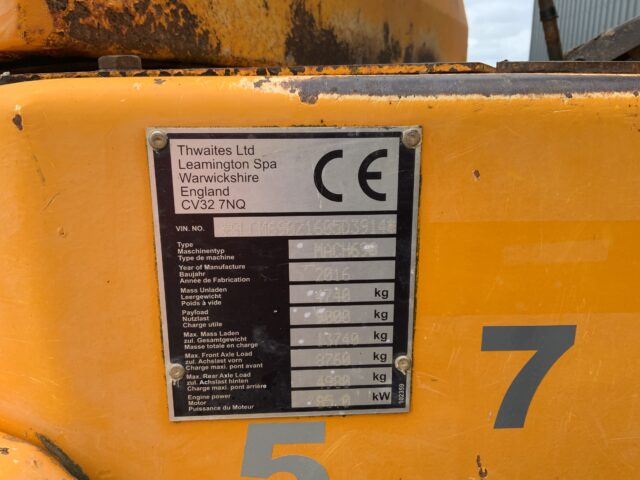 Thwaites Ltd
Leamington Spa
Warwickshire
England
CV32 7NQ
CE
VIN. NO.
Type
Maschinentyp
Type de machine
Year of Manufacture
Baujahr
Année de Fabrication
2016
Mass Unladen
Leergewicht
Poids à vide
kg
Payload
Nutzlast
Charge utile
kg
Max. Mass Laden
zul. Gesamtgewicht
Masse totale en charge
kg
Max. Front Axle Load
zul. Achslast vorn
Charge maxi. pont avant
8750 kg
Max. Rear Axle Load
zul. Achslast hinten
Charge maxi. pont arrière
kg
Engine power
Motor
Puissance du Moteur
kW
102359
7
5